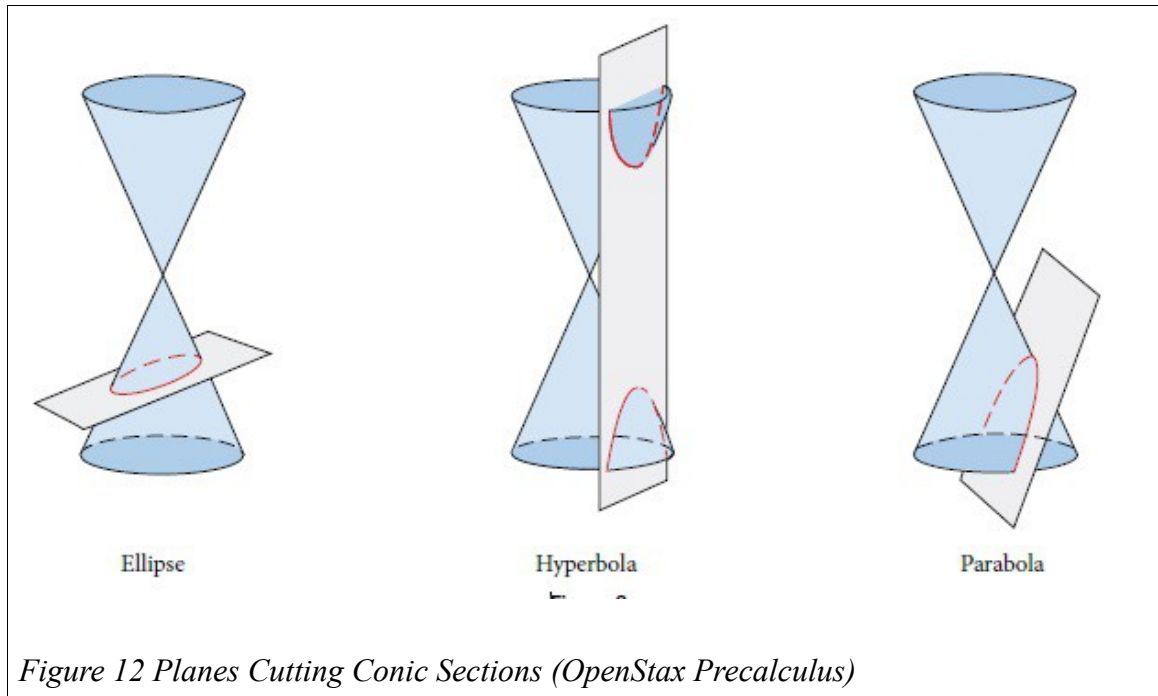 Ellipse
Hyperbola
Parabola
Figure 12 Planes Cutting Conic Sections (OpenStax Precalculus)